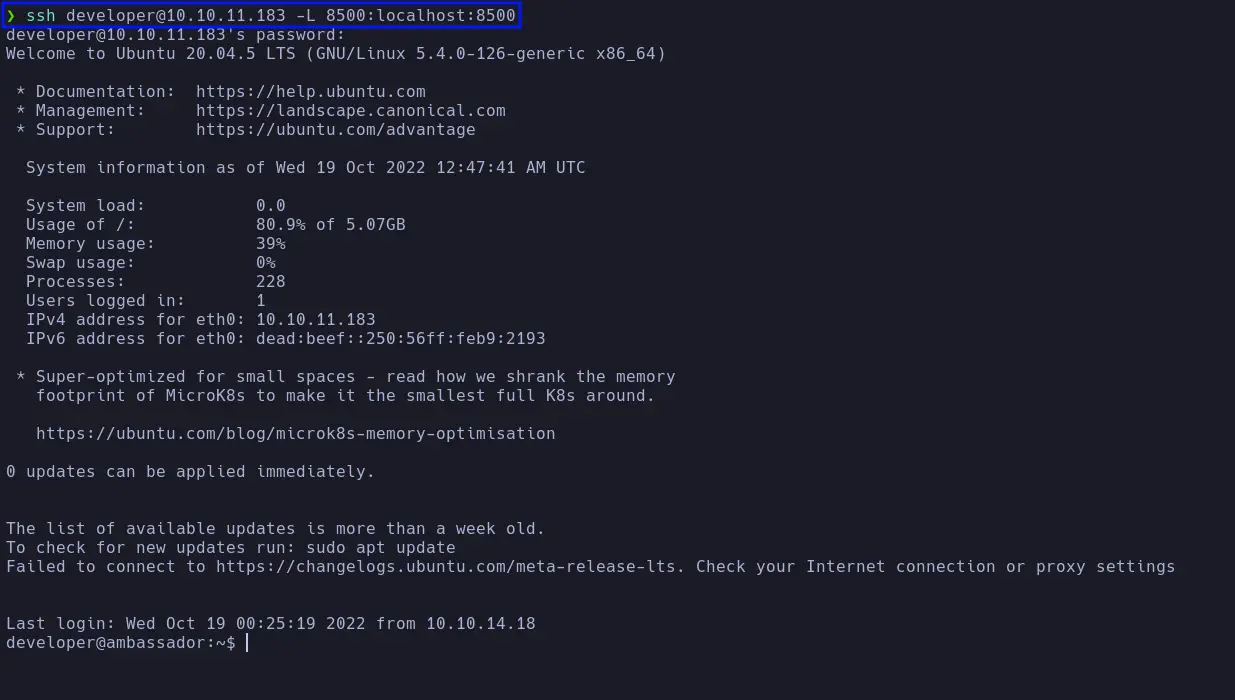 ❯ ssh developer@10.10.11.183 -L 8500:localhost:8500
developer@10.10.11.183's password:
Welcome to Ubuntu 20.04.5 LTS (GNU/Linux 5.4.0-126-generic x86_64)
* Documentation:  https://help.ubuntu.com
* Management:     https://landscape.canonical.com
* Support:        https://ubuntu.com/advantage
System information as of Wed 19 Oct 2022 12:47:41 AM UTC
System load:           0.0
Usage of /:            80.9% of 5.07GB
Memory usage:          39%
Swap usage:            0%
Processes:             228
Users logged in:       1
IPv4 address for eth0: 10.10.11.183
IPv6 address for eth0: dead:beef::250:56ff:feb9:2193
* Super-optimized for small spaces - read how we shrank the memory
footprint of MicroK8s to make it the smallest full K8s around.
https://ubuntu.com/blog/microk8s-memory-optimisation
0 updates can be applied immediately.
The list of available updates is more than a week old.
To check for new updates run: sudo apt update
Failed to connect to https://changelogs.ubuntu.com/meta-release-lts. Check your Internet connection or proxy settings
Last login: Wed Oct 19 00:25:19 2022 from 10.10.14.18
developer@ambassador:~$